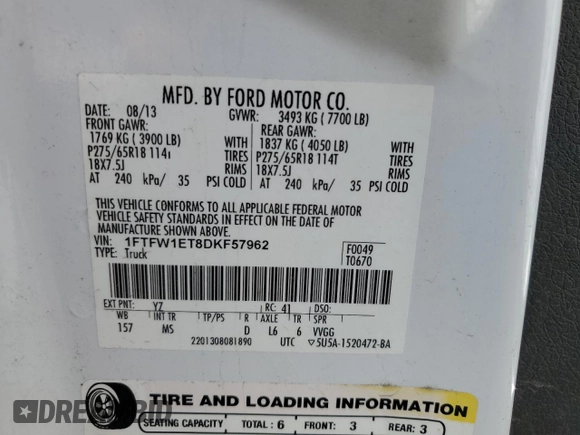 MFD. BY FORD MOTOR CO.
DATE: 08/13 GVWR: 3493 KG ( 7700 LB)
FRONT GAWR: REAR GAWR:
1769 KG ( 3900 LB) WITH 1837 KG ( 4050 LB) WITH
P275/65R18 114T TIRES P275/65R18 114T TIRES
18X7.5J RIMS 18X7.5J RIMS
AT 240 kPa/ 35 PSI COLD AT 240 kPa/ 35 PSI COLD
THIS VEHICLE CONFORMS TO ALL APPLICABLE FEDERAL MOTOR
VEHICLE SAFETY STANDARDS IN EFFECT ON THE DATE OF
MANUFACTURE SHOWN ABOVE.
VIN: 1FTFW1ET8DKF57962 F0049
TYPE: Truck T0670
EXT PNT: YZ RC: 41 DSO:
WB INT TR TP/PS R AXLE TR SPR
157 MS D L6 6 VVGG
2201308081890 UTC ▽5U5A-1520472-BA
TIRE AND LOADING INFORMATION
SEATING CAPACITY TOTAL: 6 FRONT: 3 REAR: 3